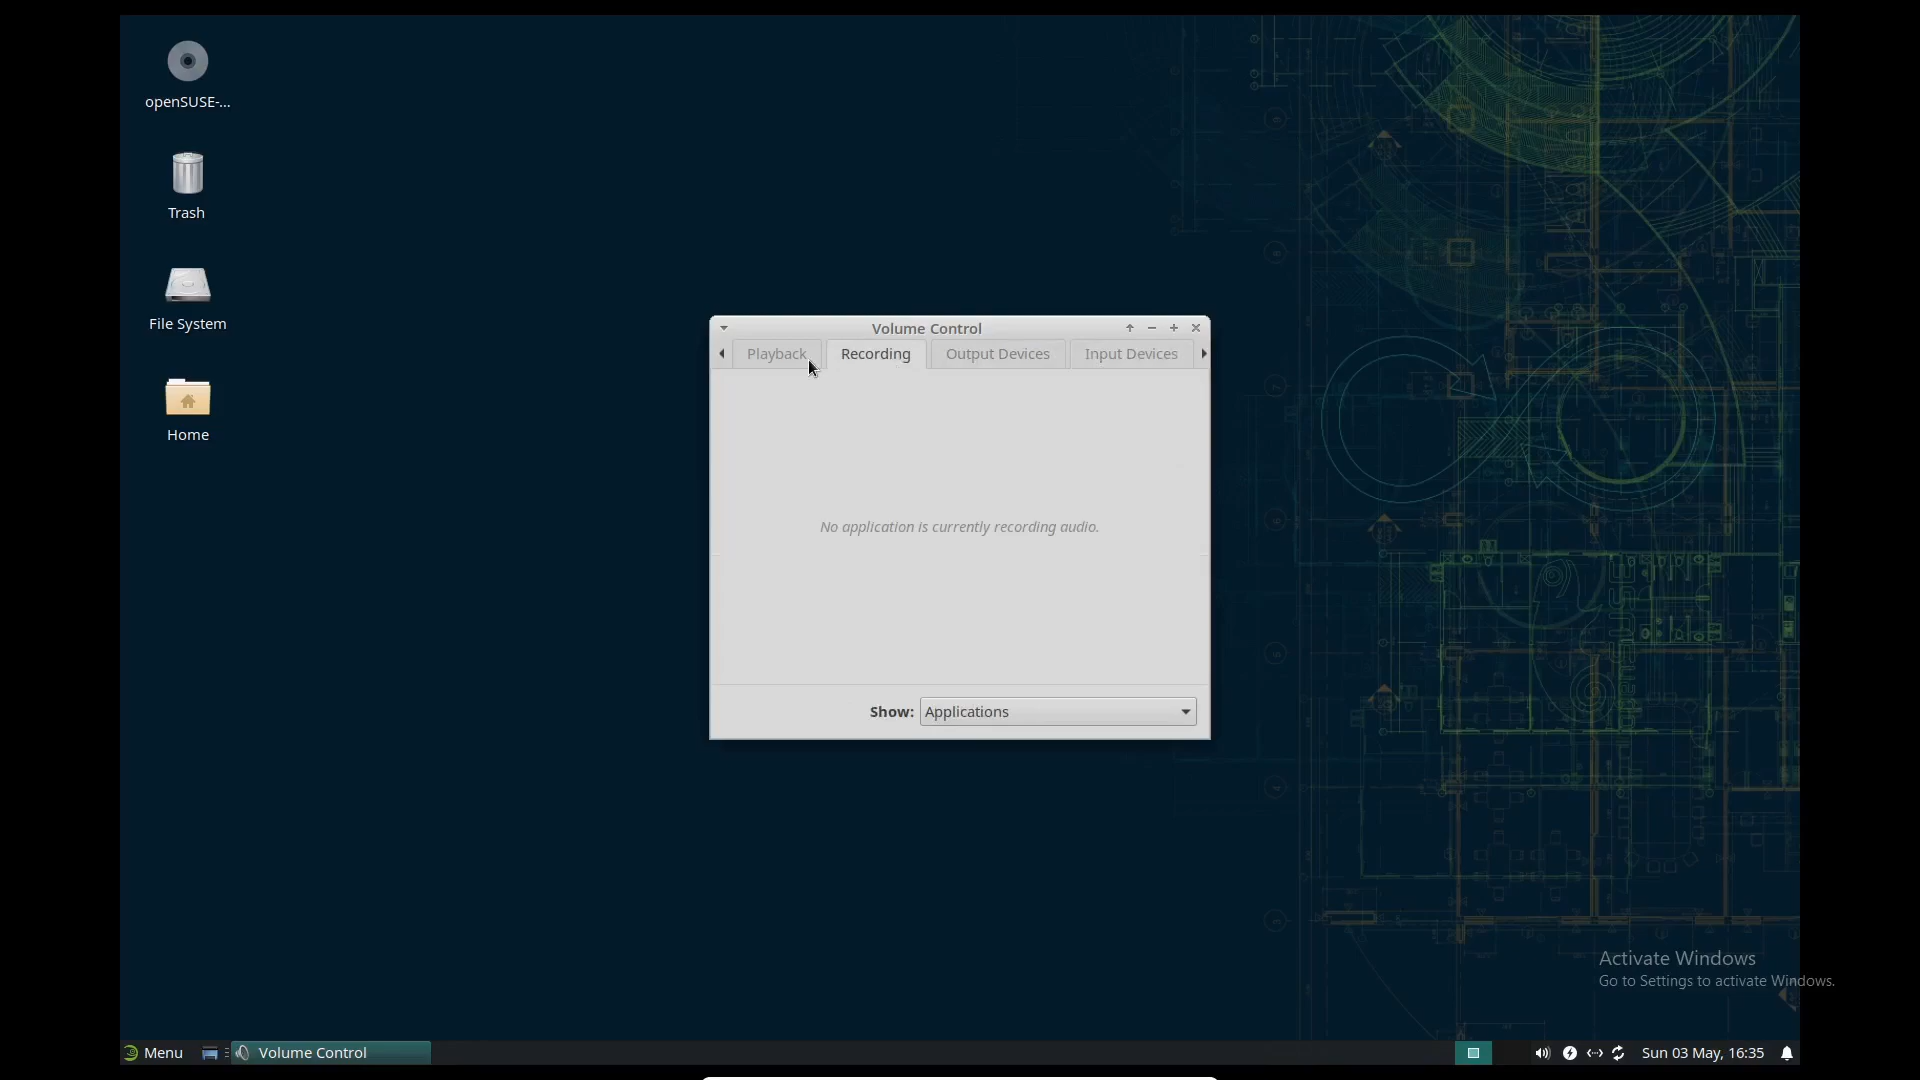 openSUSE-...
Trash
File System
Home
Volume Control
Playback
Recording
Output Devices
Input Devices
No application is currently recording audio.
Show: Applications
Activate Windows
Go to Settings to activate Windows.
Menu
Volume Control
Sun 03 May, 16:35